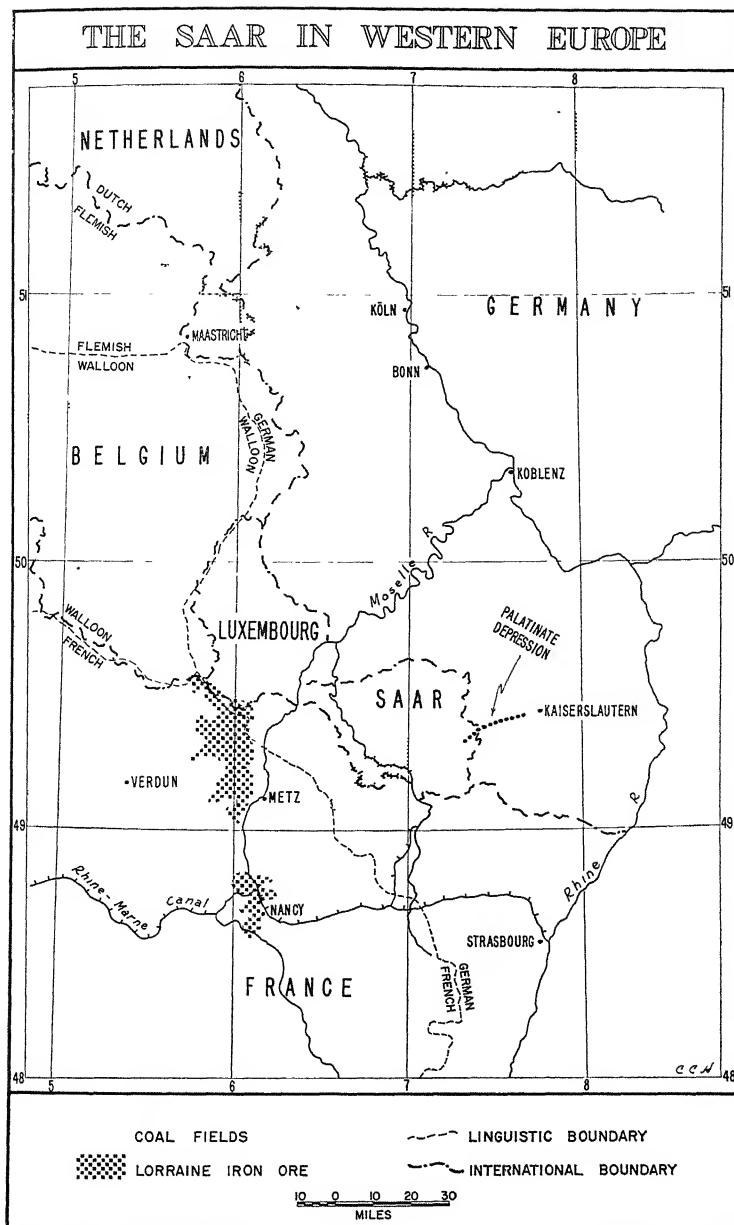 THE SAAR IN WESTERN EUROPE
5 6 7 8
NETHERLANDS
DUTCH
FLEMISH
51 51
GERMANY
KÖLN
MAASTRICHT
FLEMISH
WALLOON
BONN
GERMAN
WALLOON
BELGIUM
KOBLENZ
50 50
Moselle R
WALLOON
FRENCH
LUXEMBOURG
PALATINATE
DEPRESSION
SAAR
KAISERSLAUTERN
VERDUN
METZ
49 49
Rhine R
Rhine-Marne Canal
NANCY
STRASBOURG
GERMAN
FRENCH
FRANCE
CCH
48 48
5 6 7 8
COAL FIELDS
LINGUISTIC BOUNDARY
LORRAINE IRON ORE
INTERNATIONAL BOUNDARY
10 0 10 20 30
MILES